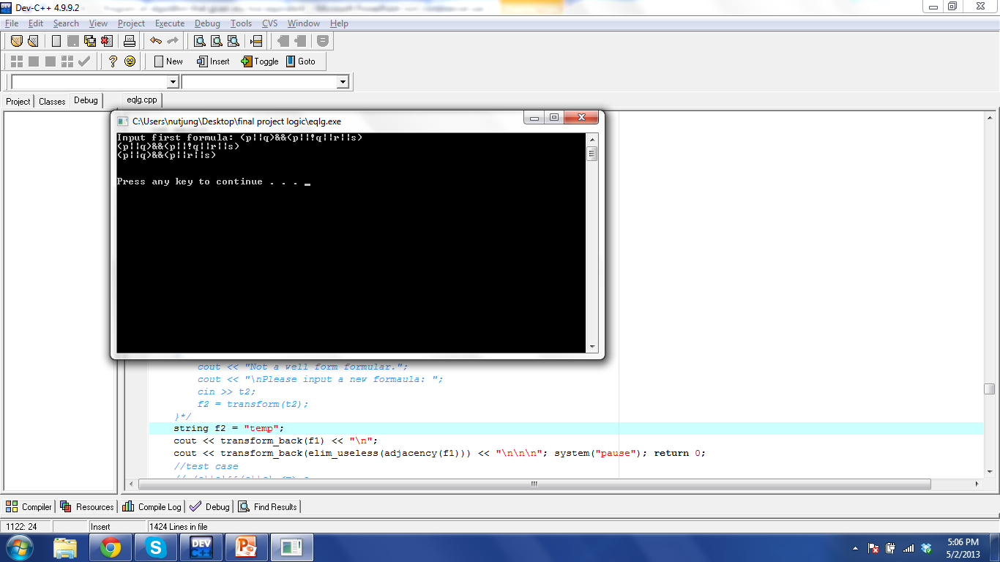 Dev-C++ 4.9.9.2
File Edit Search View Project Execute Debug Tools CVS Window Help
New Insert Toggle Goto
Project Classes Debug eqlg.cpp
C:\Users\nutjung\Desktop\final project logic\eqlg.exe
Input first formula: (p||q)&&(p||!q||r||s)
(p||q)&&(p||!q||r||s)
(p||q)&&(p||r||s)
Press any key to continue . . . _
cout << "Not a well form formular.";
cout << "\nPlease input a new formaula: ";
cin >> t2;
f2 = transform(t2);
}*/
string f2 = "temp";
cout << transform_back(f1) << "\n";
cout << transform_back(elim_useless(adjacency(f1))) << "\n\n\n"; system("pause"); return 0;
//test case
Compiler Resources Compile Log Debug Find Results
1122: 24 Insert 1424 Lines in file
5:06 PM
5/2/2013